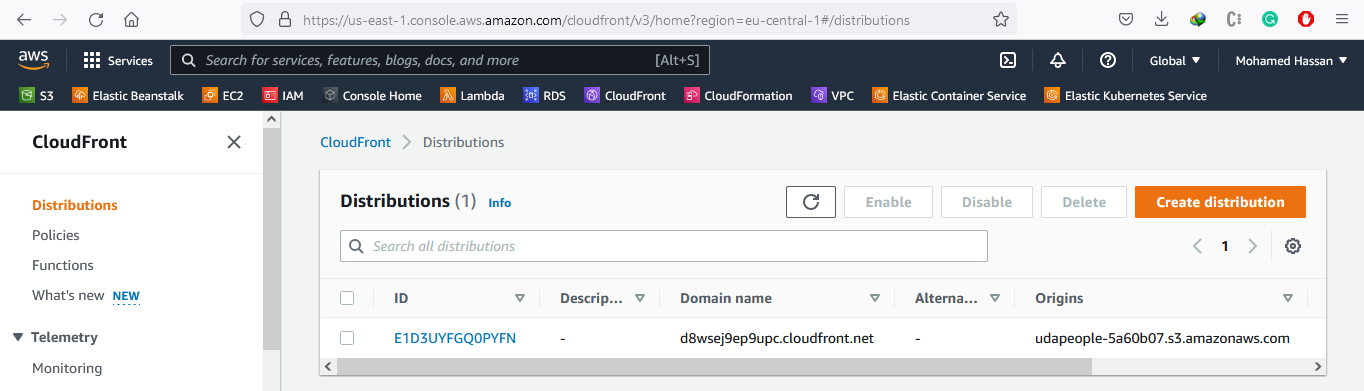 https://us-east-1.console.aws.amazon.com/cloudfront/v3/home?region=eu-central-1#/distributions
aws Services Search for services, features, blogs, docs, and more [Alt+S] Global Mohamed Hassan
S3 Elastic Beanstalk EC2 IAM Console Home Lambda RDS CloudFront CloudFormation VPC Elastic Container Service Elastic Kubernetes Service
CloudFront
Distributions
Policies
Functions
What's new NEW
Telemetry
Monitoring
CloudFront Distributions
Distributions (1) Info Enable Disable Delete Create distribution
Search all distributions 1
ID Descrip... Domain name Alterna... Origins
E1D3UYFGQ0PYFN - d8wsej9ep9upc.cloudfront.net - udapeople-5a60b07.s3.amazonaws.com